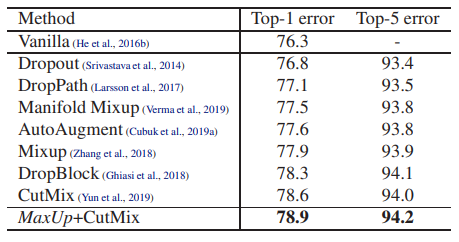 Method Top-1 error Top-5 error
Vanilla (He et al., 2016b) 76.3 -
Dropout (Srivastava et al., 2014) 76.8 93.4
DropPath (Larsson et al., 2017) 77.1 93.5
Manifold Mixup (Verma et al., 2019) 77.5 93.8
AutoAugment (Cubuk et al., 2019a) 77.6 93.8
Mixup (Zhang et al., 2018) 77.9 93.9
DropBlock (Ghiasi et al., 2018) 78.3 94.1
CutMix (Yun et al., 2019) 78.6 94.0
MaxUp+CutMix 78.9 94.2